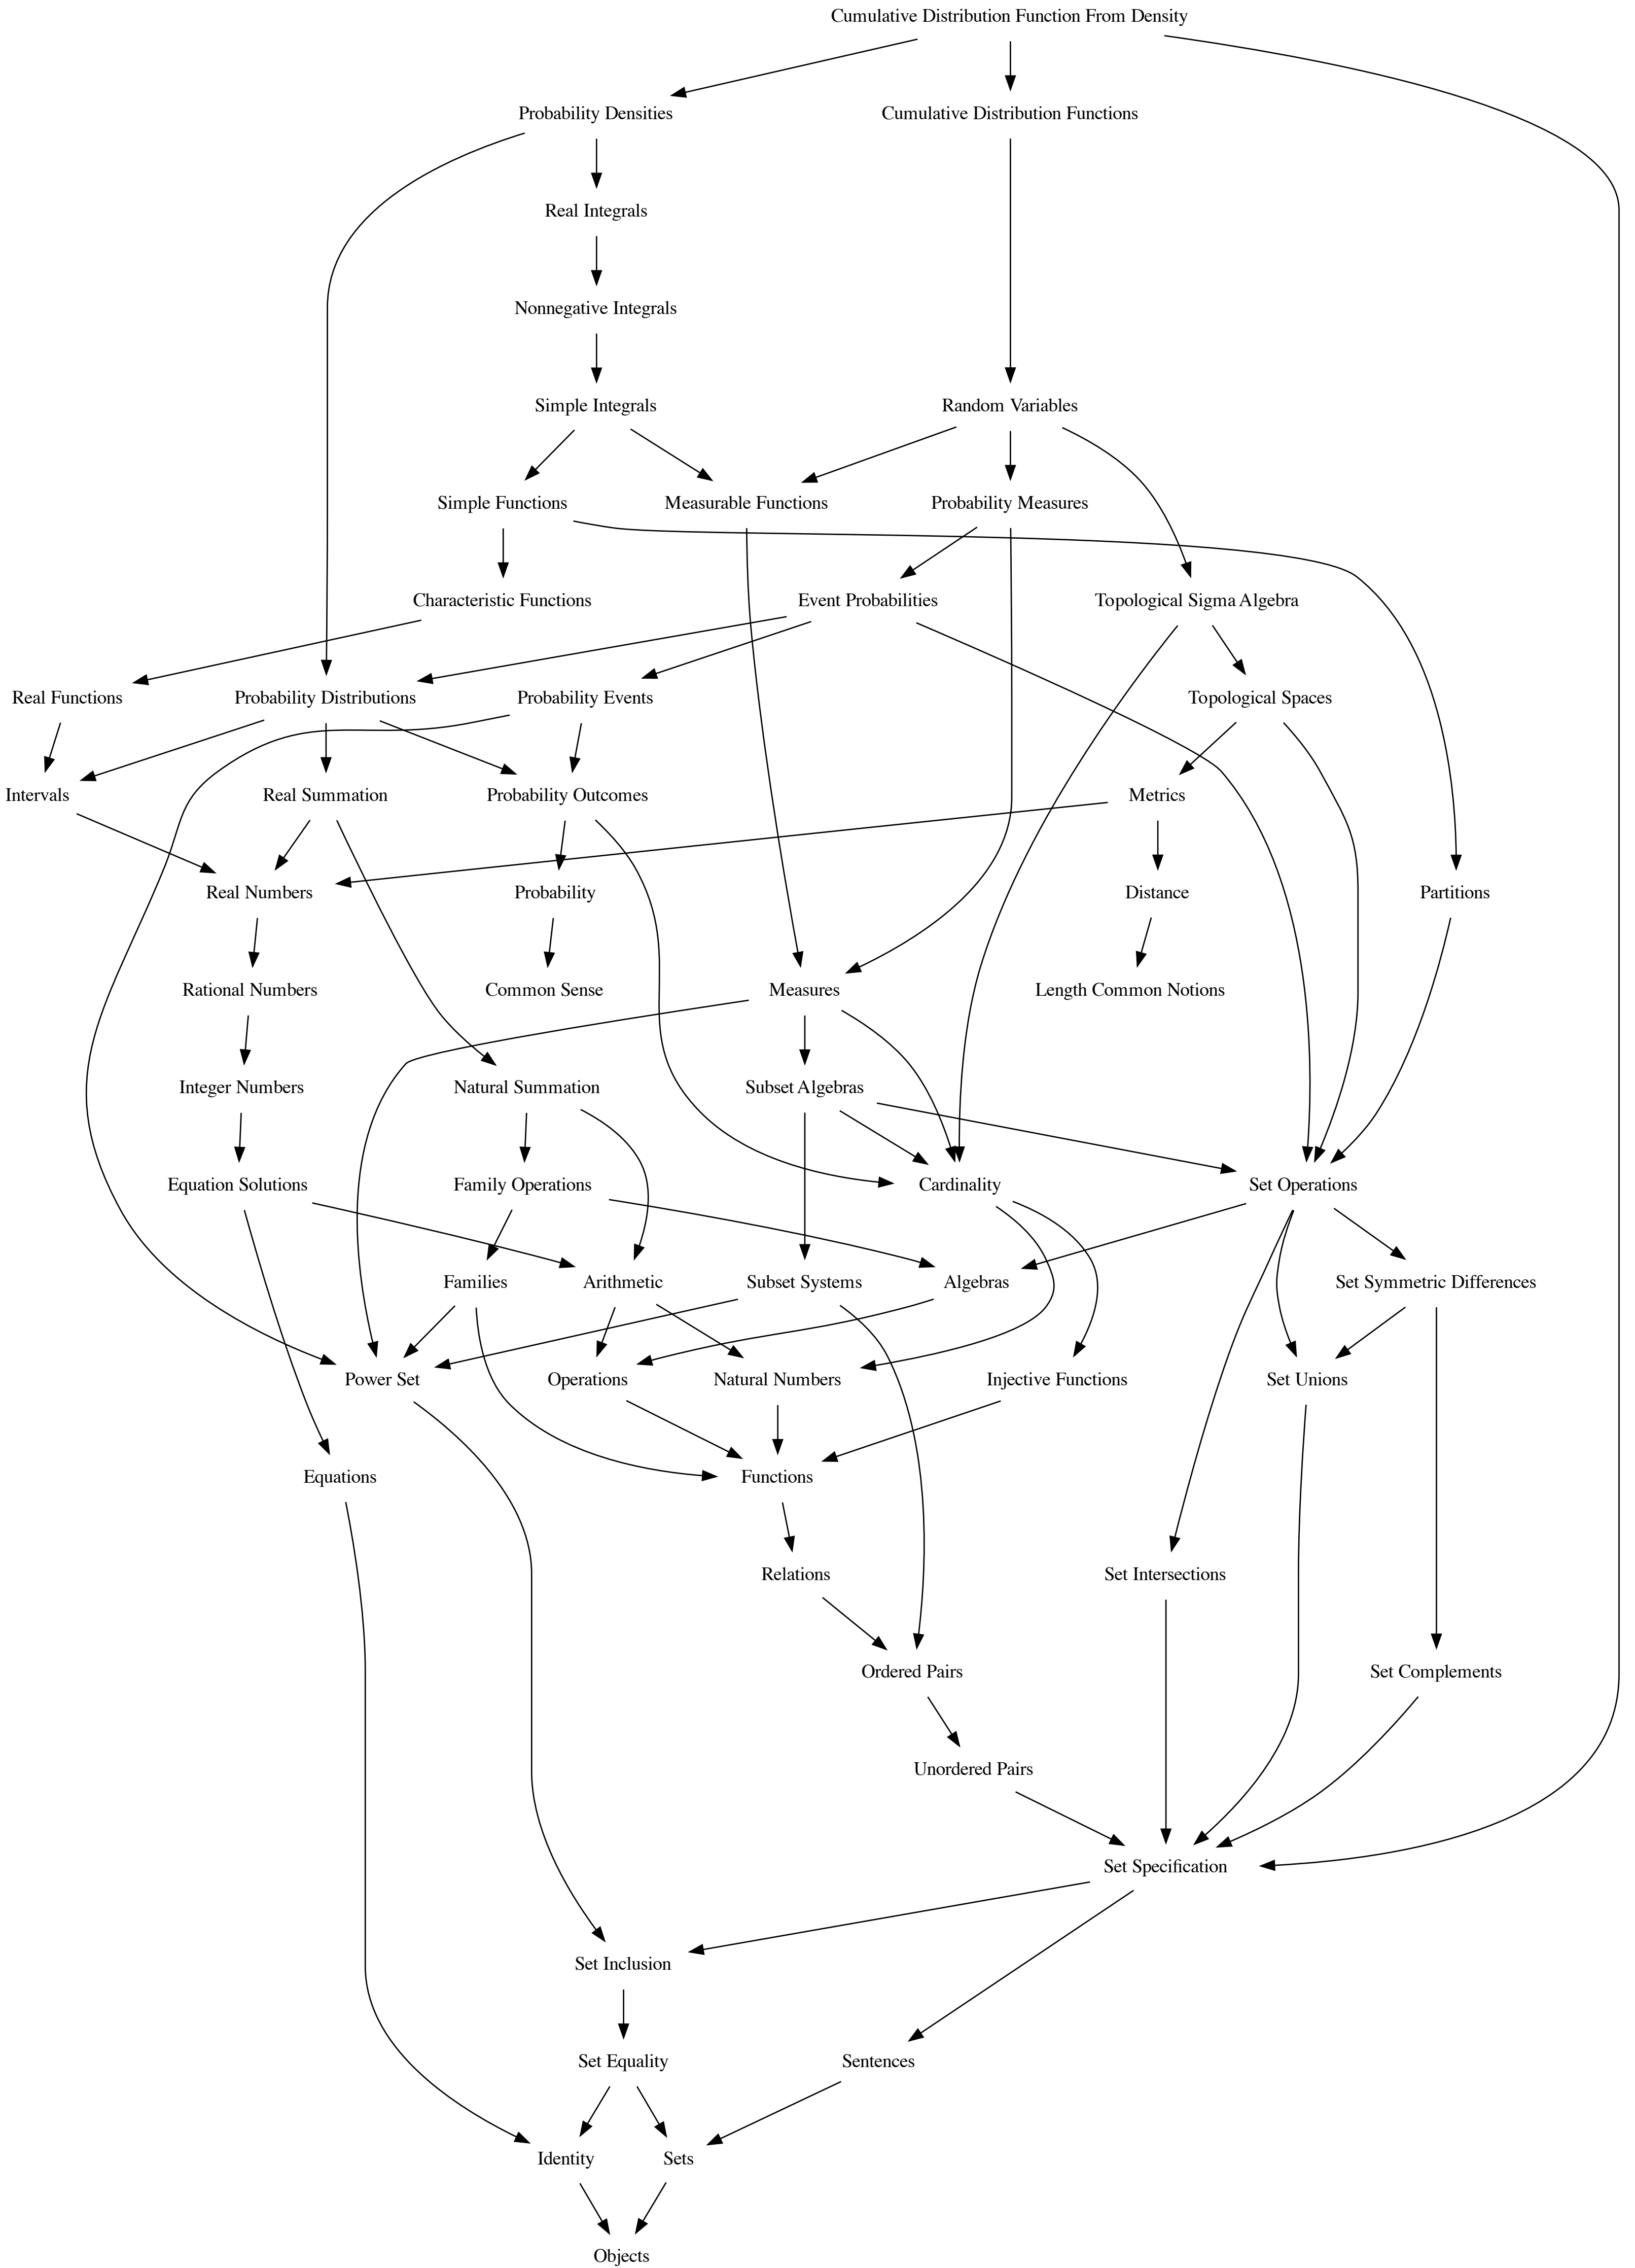 Cumulative Distribution Function From Density
Probability Densities
Cumulative Distribution Functions
Real Integrals
Nonnegative Integrals
Simple Integrals
Random Variables
Simple Functions
Measurable Functions
Probability Measures
Characteristic Functions
Event Probabilities
Topological Sigma Algebra
Real Functions
Probability Distributions
Probability Events
Topological Spaces
Intervals
Real Summation
Probability Outcomes
Metrics
Real Numbers
Probability
Distance
Partitions
Rational Numbers
Common Sense
Measures
Length Common Notions
Integer Numbers
Natural Summation
Subset Algebras
Equation Solutions
Family Operations
Cardinality
Set Operations
Families
Arithmetic
Subset Systems
Algebras
Set Symmetric Differences
Power Set
Operations
Natural Numbers
Injective Functions
Set Unions
Equations
Functions
Relations
Set Intersections
Ordered Pairs
Set Complements
Unordered Pairs
Set Specification
Set Inclusion
Set Equality
Sentences
Identity
Sets
Objects